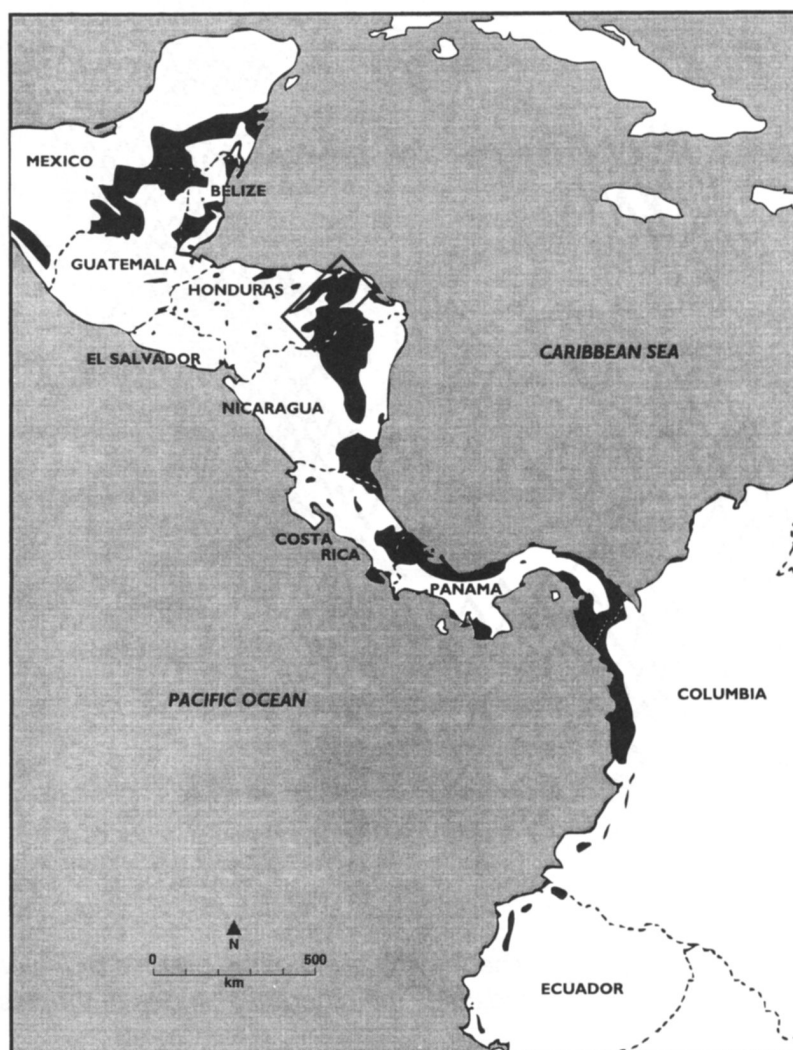 MEXICO
BELIZE
GUATEMALA
HONDURAS
EL SALVADOR
CARIBBEAN SEA
NICARAGUA
COSTA
RICA
PANAMA
PACIFIC OCEAN
COLUMBIA
N
0 500
km
ECUADOR